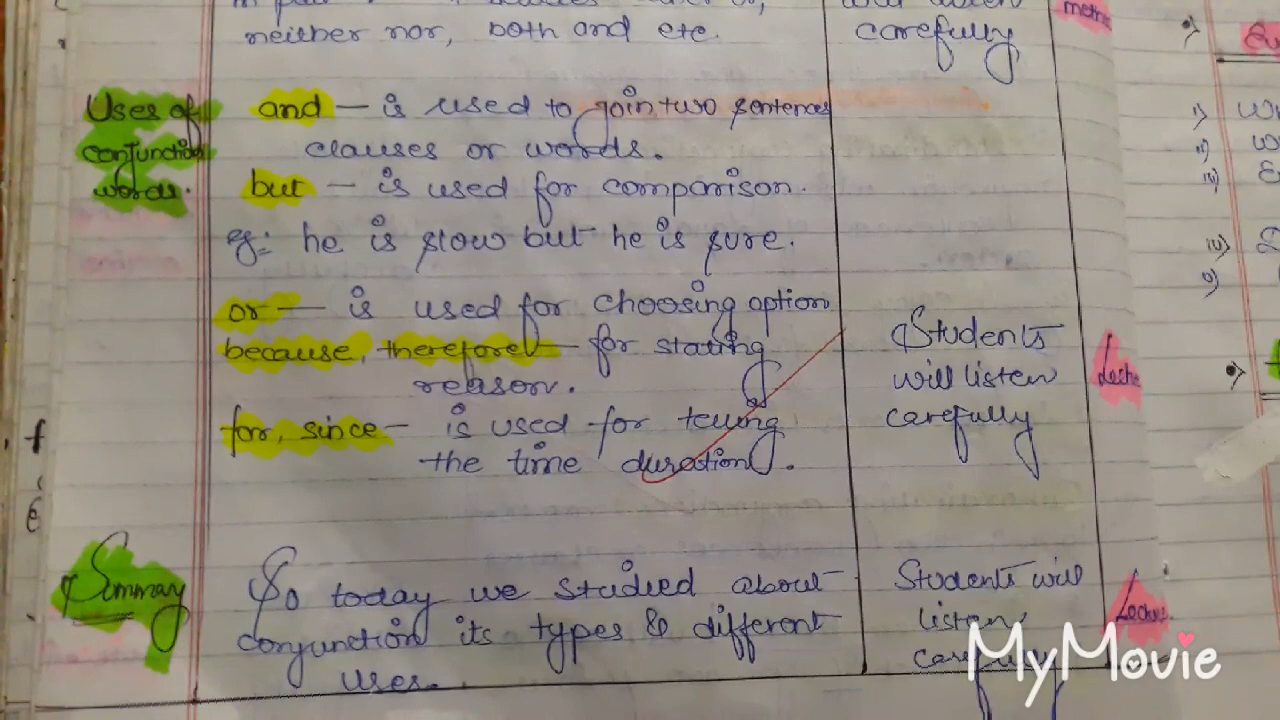 neither nor, both and etc.
carefully
Uses of
conjunction
words.
and — is used to join two sentences
clauses or words.
but — is used for comparison.
eg:- he is slow but he is sure.
or — is used for choosing option
because, therefore — for stating
reason.
for, since — is used for telling
the time duration.
Students
will listen
carefully
Summary
So today we studied about
conjunction its types & different
uses.
Students will
listen
carefully
MyMovie